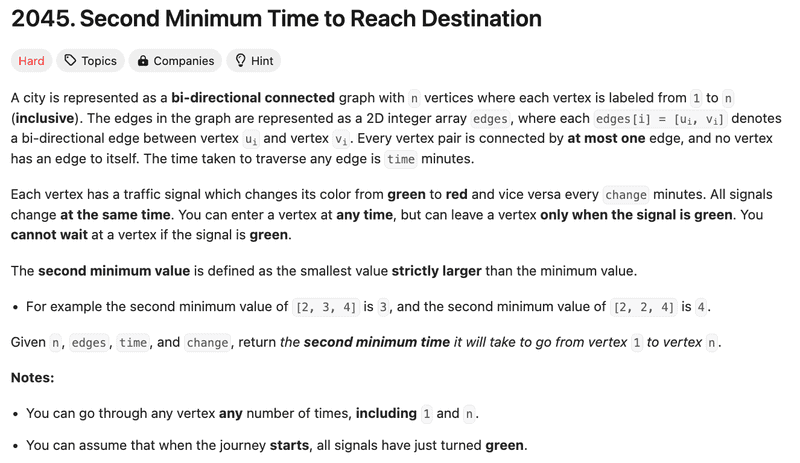 2045. Second Minimum Time to Reach Destination
Hard Topics Companies Hint
A city is represented as a bi-directional connected graph with n vertices where each vertex is labeled from 1 to n
(inclusive). The edges in the graph are represented as a 2D integer array edges, where each edges[i] = [ui, vi] denotes
a bi-directional edge between vertex ui and vertex vi. Every vertex pair is connected by at most one edge, and no vertex
has an edge to itself. The time taken to traverse any edge is time minutes.
Each vertex has a traffic signal which changes its color from green to red and vice versa every change minutes. All signals
change at the same time. You can enter a vertex at any time, but can leave a vertex only when the signal is green. You
cannot wait at a vertex if the signal is green.
The second minimum value is defined as the smallest value strictly larger than the minimum value.
• For example the second minimum value of [2, 3, 4] is 3, and the second minimum value of [2, 2, 4] is 4.
Given n, edges, time, and change, return the second minimum time it will take to go from vertex 1 to vertex n.
Notes:
• You can go through any vertex any number of times, including 1 and n.
• You can assume that when the journey starts, all signals have just turned green.